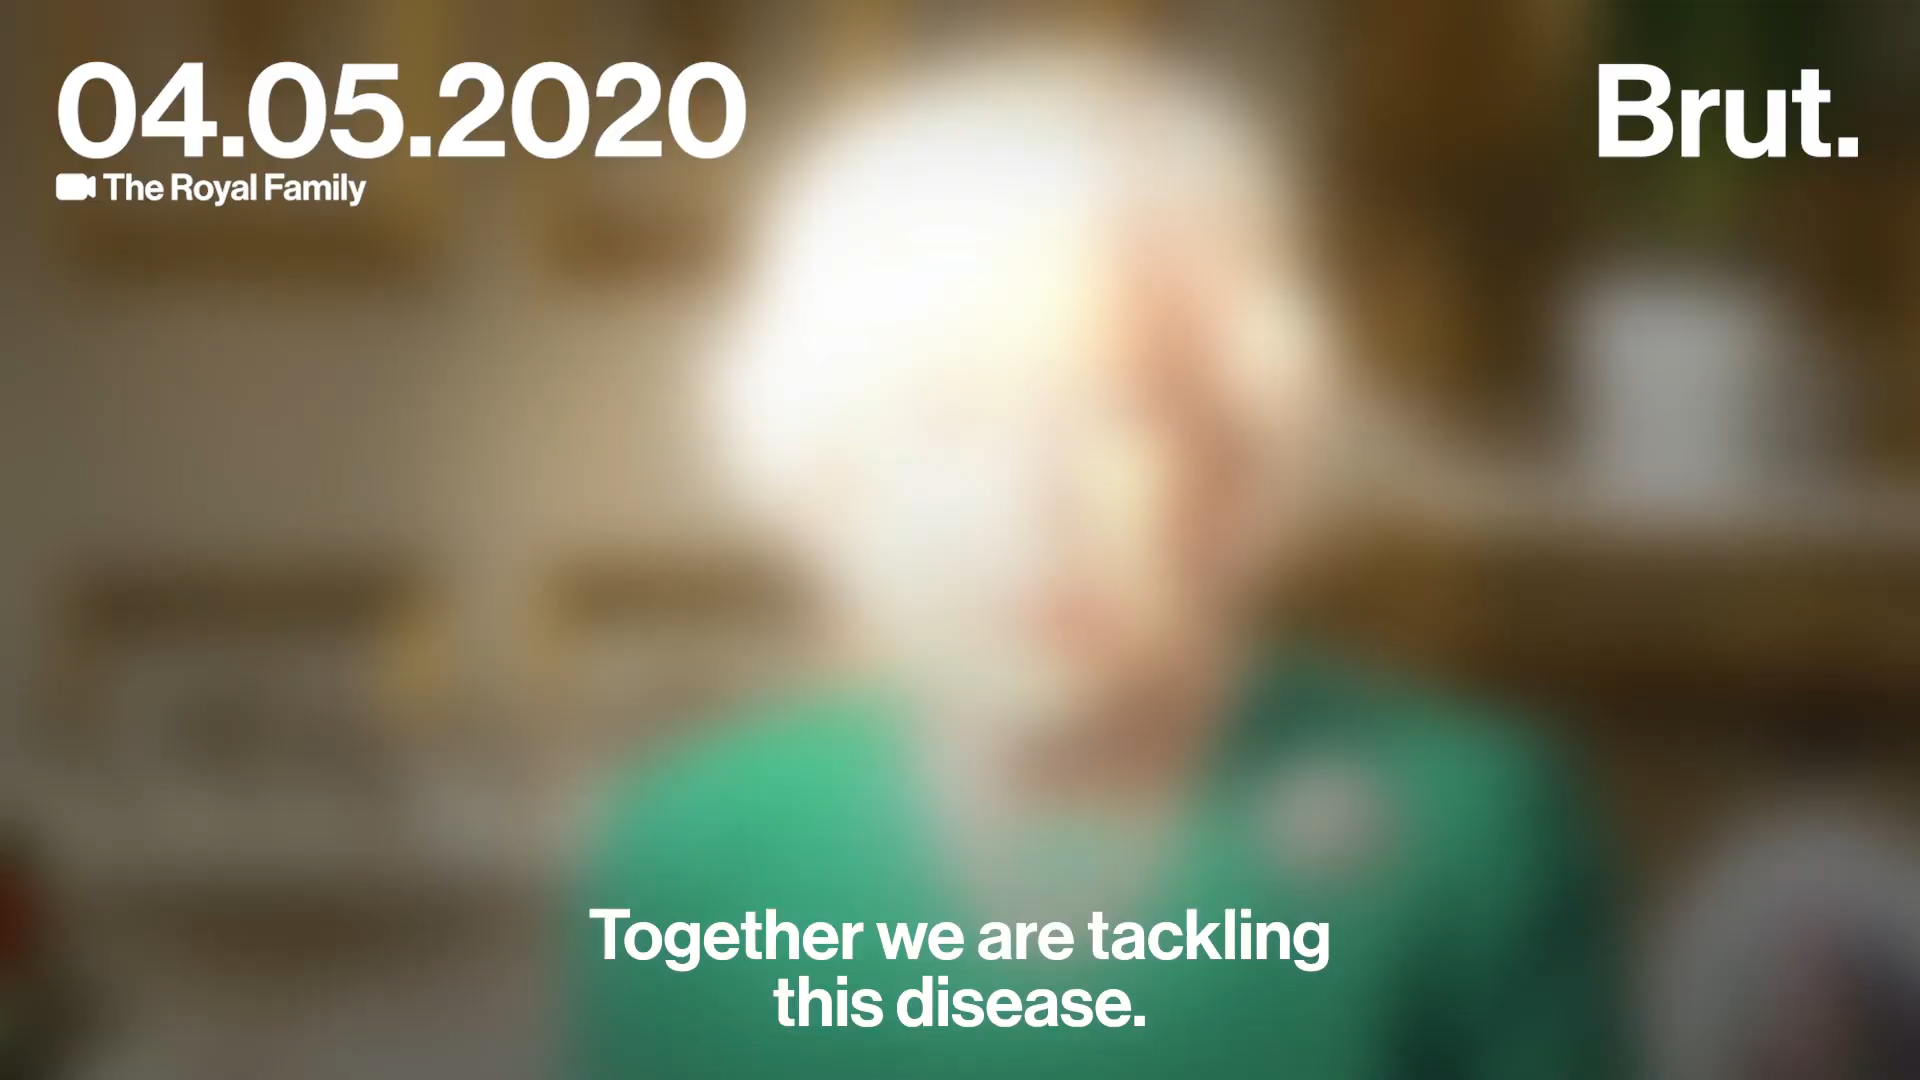 04.05.2020
The Royal Family
Brut.
Together we are tackling
this disease.